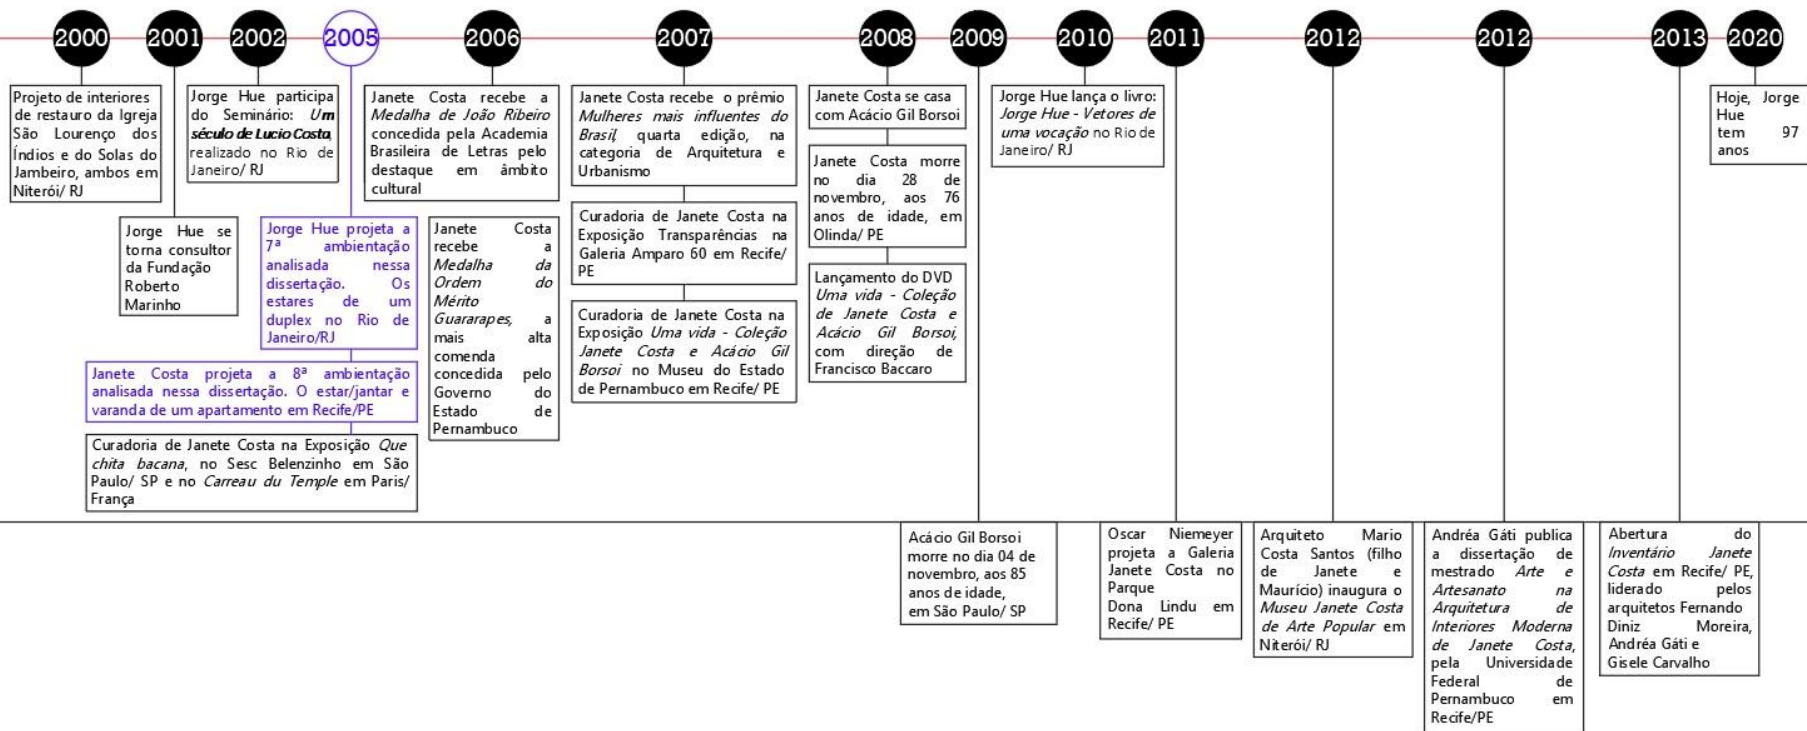 2000
2001
2002
2005
2006
2007
2008
2009
2010
2011
2012
2012
2013
2020
Projeto de interiores
de restauro da Igreja
São Lourenço dos
Índios e do Solas do
Jambeiro, ambos em
Niterói/ RJ
Jorge Hue se
torna consultor
da Fundação
Roberto
Marinho
Jorge Hue participa
do Seminário: Um
século de Lucio Costa,
realizado no Rio de
Janeiro/ RJ
Jorge Hue projeta a
7ª ambientação
analisada nessa
dissertação. Os
estares de um
duplex no Rio de
Janeiro/RJ
Janete Costa projeta a 8ª ambientação
analisada nessa dissertação. O estar/jantar e
varanda de um apartamento em Recife/PE
Curadoria de Janete Costa na Exposição Que
chita bacana, no Sesc Belenzinho em São
Paulo/ SP e no Carreau du Temple em Paris/
França
Janete Costa recebe a
Medalha de João Ribeiro
concedida pela Academia
Brasileira de Letras pelo
destaque em âmbito
cultural
Janete Costa
recebe a
Medalha da
Ordem do
Mérito
Guararapes, a
mais alta
comenda
concedida pelo
Governo do
Estado de
Pernambuco
Janete Costa recebe o prêmio
Mulheres mais influentes do
Brasil, quarta edição, na
categoria de Arquitetura e
Urbanismo
Curadoria de Janete Costa na
Exposição Transparências na
Galeria Amparo 60 em Recife/
PE
Curadoria de Janete Costa na
Exposição Uma vida - Coleção
Janete Costa e Acácio Gil
Borsoi no Museu do Estado
de Pernambuco em Recife/ PE
Janete Costa se casa
com Acácio Gil Borsoi
Janete Costa morre
no dia 28 de
novembro, aos 76
anos de idade, em
Olinda/ PE
Lançamento do DVD
Uma vida - Coleção
de Janete Costa e
Acácio Gil Borsoi,
com direção de
Francisco Baccaro
Acácio Gil Borsoi
morre no dia 04 de
novembro, aos 85
anos de idade,
em São Paulo/ SP
Jorge Hue lança o livro:
Jorge Hue - Vetores de
uma vocação no Rio de
Janeiro/ RJ
Oscar Niemeyer
projeta a Galeria
Janete Costa no
Parque
Dona Lindu em
Recife/ PE
Arquiteto Mario
Costa Santos (filho
de Janete e
Maurício) inaugura o
Museu Janete Costa
de Arte Popular em
Niterói/ RJ
Andréa Gáti publica
a dissertação de
mestrado Arte e
Artesanato na
Arquitetura de
Interiores Moderna
de Janete Costa,
pela Universidade
Federal de
Pernambuco em
Recife/PE
Abertura do
Inventário Janete
Costa em Recife/ PE,
liderado pelos
arquitetos Fernando
Diniz Moreira,
Andréa Gáti e
Gisele Carvalho
Hoje, Jorge
Hue
tem 97
anos